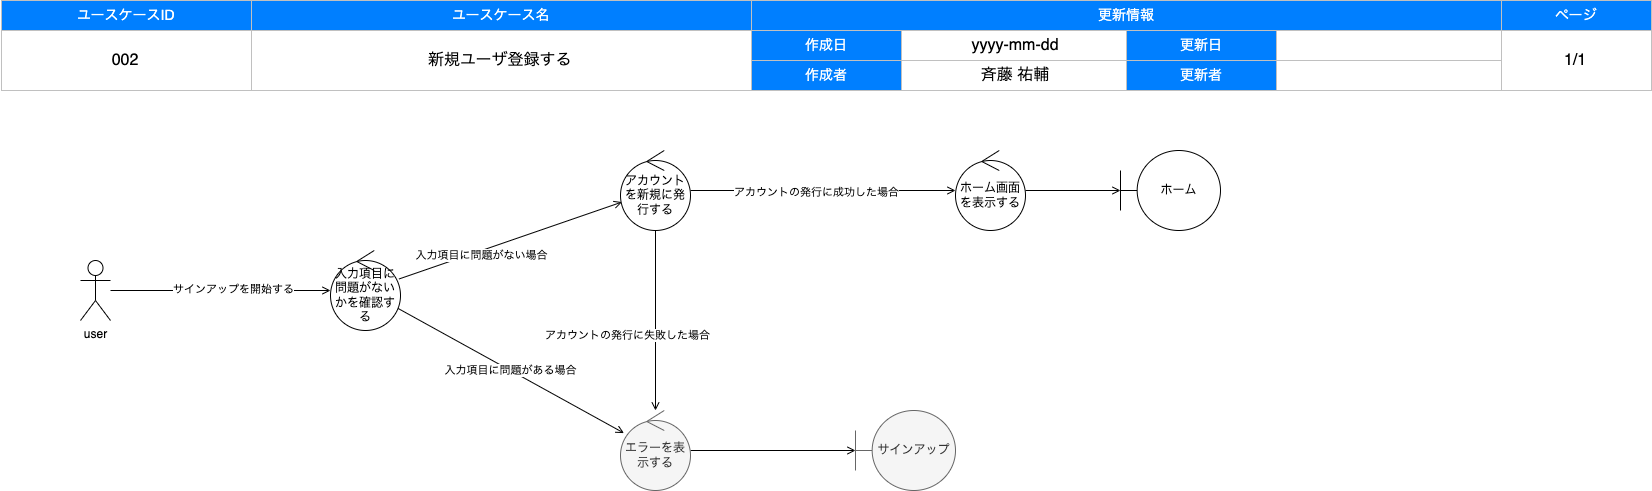 ユースケースID
ユースケース名
更新情報
ページ
002
新規ユーザ登録する
作成日
yyyy-mm-dd
更新日
1/1
作成者
斉藤 祐輔
更新者
アカウント
を新規に発
行する
アカウントの発行に成功した場合
ホーム画面
を表示する
ホーム
入力項目に問題がない場合
user
サインアップを開始する
入力項目に
問題がない
かを確認す
る
アカウントの発行に失敗した場合
入力項目に問題がある場合
エラーを表
示する
サインアップ